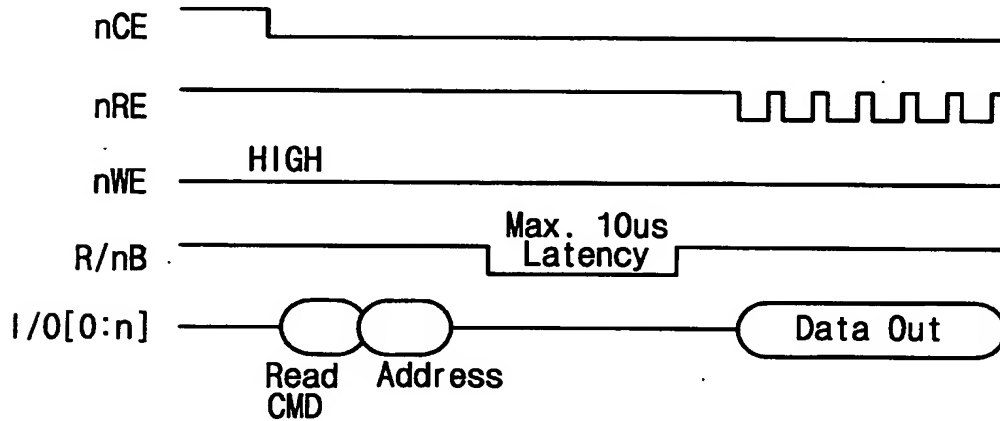 nCE
nRE
HIGH
nWE
Max. 10us
Latency
R/nB
I/O[0:n]
Data Out
Read Address
CMD